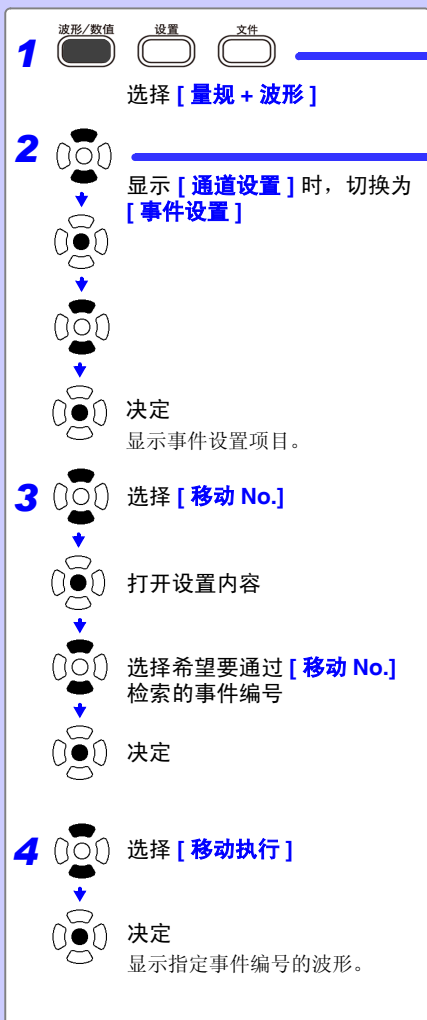 波形/数值 设置 文件
1
选择 [ 量规 + 波形 ]
2
显示 [ 通道设置 ] 时，切换为
[ 事件设置 ]
决定
显示事件设置项目。
3 选择 [ 移动 No.]
打开设置内容
选择希望要通过 [ 移动 No.]
检索的事件编号
决定
4 选择 [ 移动执行 ]
决定
显示指定事件编号的波形。